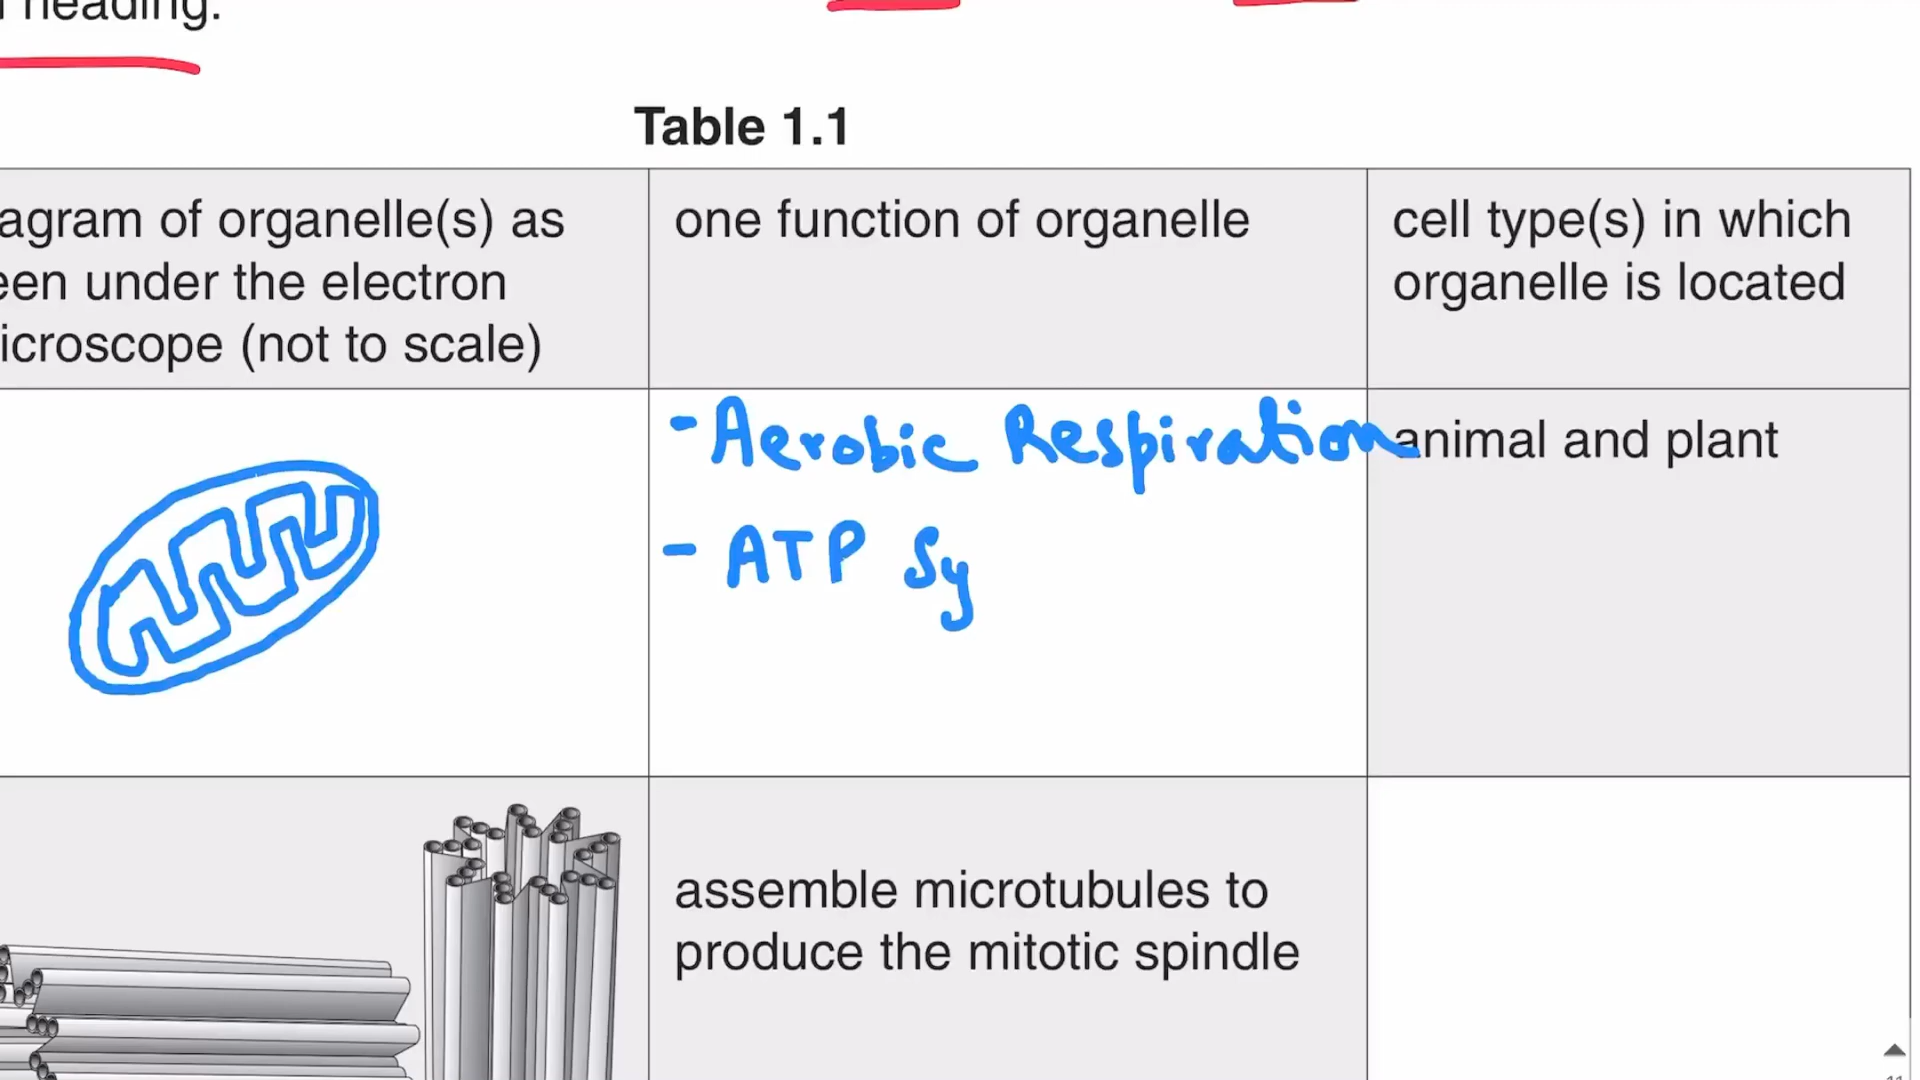 heading.
Table 1.1
agram of organelle(s) as
een under the electron
icroscope (not to scale)
one function of organelle
cell type(s) in which
organelle is located
- Aerobic Respiration
- ATP Sy
animal and plant
assemble microtubules to
produce the mitotic spindle